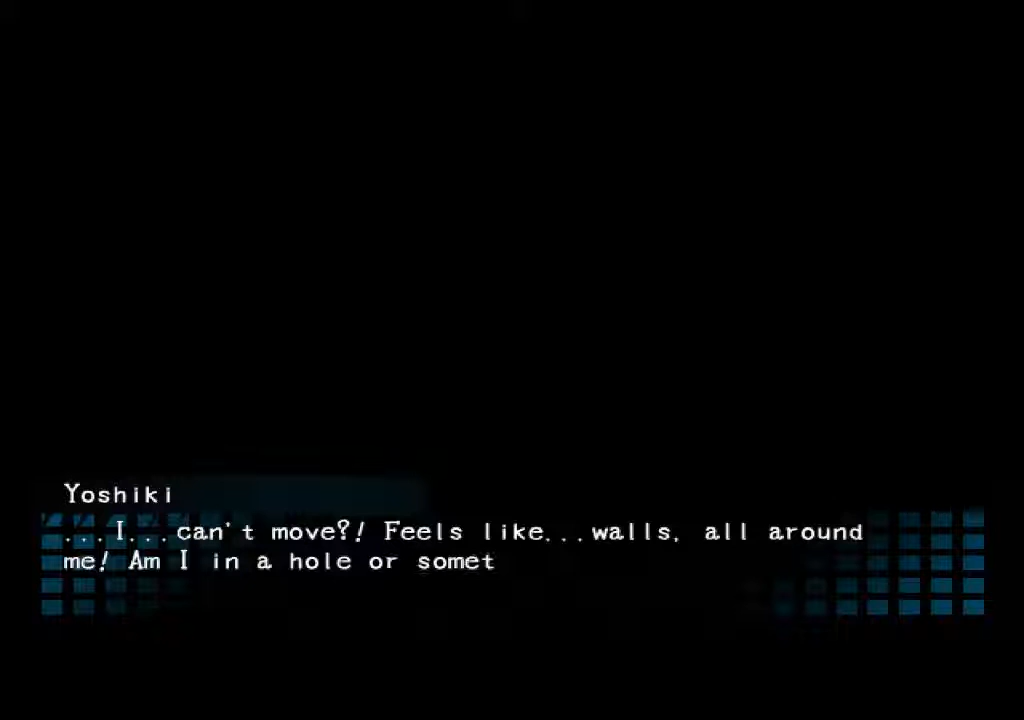 Yoshiki
...I...can't move?! Feels like...walls, all around
me! Am I in a hole or somet